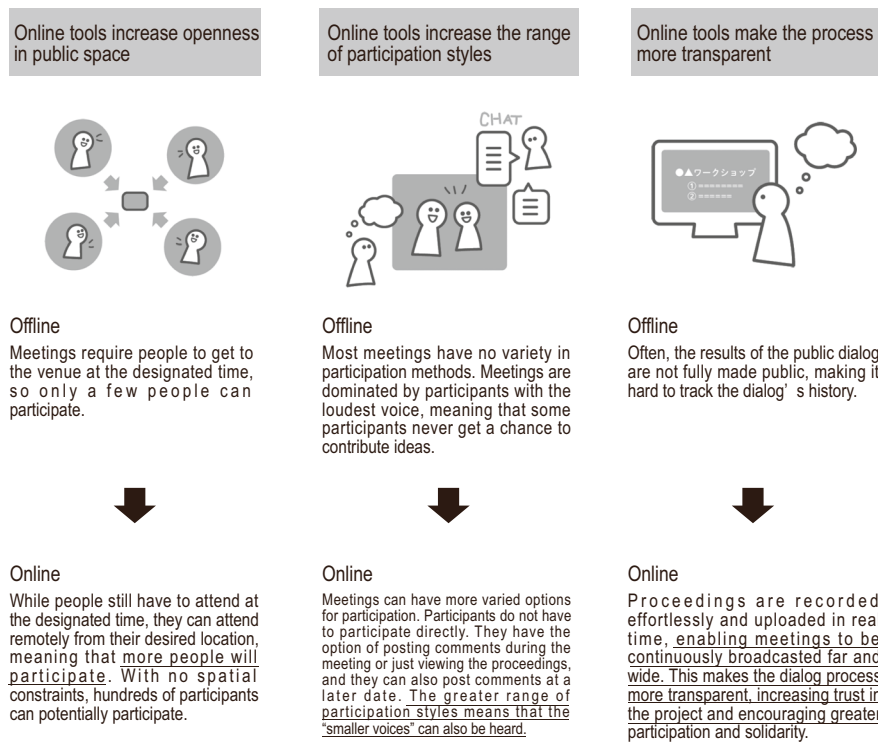 Online tools increase openness
in public space
Online tools increase the range
of participation styles
Online tools make the process
more transparent
CHAT
●▲ワークショップ
① ========
② ======
Offline
Meetings require people to get to
the venue at the designated time,
so only a few people can
participate.
Offline
Most meetings have no variety in
participation methods. Meetings are
dominated by participants with the
loudest voice, meaning that some
participants never get a chance to
contribute ideas.
Offline
Often, the results of the public dialog
are not fully made public, making it
hard to track the dialog’ s history.
Online
While people still have to attend at
the designated time, they can attend
remotely from their desired location,
meaning that more people will
participate. With no spatial
constraints, hundreds of participants
can potentially participate.
Online
Meetings can have more varied options
for participation. Participants do not have
to participate directly. They have the
option of posting comments during the
meeting or just viewing the proceedings,
and they can also post comments at a
later date. The greater range of
participation styles means that the
“smaller voices” can also be heard.
Online
Proceedings are recorded
effortlessly and uploaded in rea
time, enabling meetings to be
continuously broadcasted far and
wide. This makes the dialog process
more transparent, increasing trust in
the project and encouraging greater
participation and solidarity.